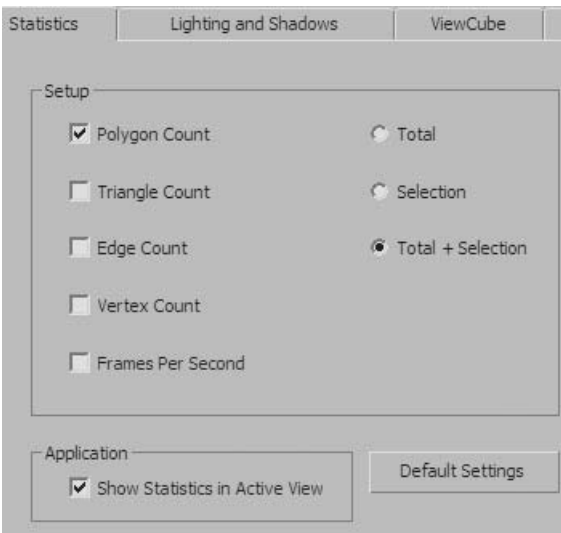 Statistics Lighting and Shadows ViewCube
Setup
Polygon Count Total
Triangle Count Selection
Edge Count Total + Selection
Vertex Count
Frames Per Second
Application
Show Statistics in Active View
Default Settings